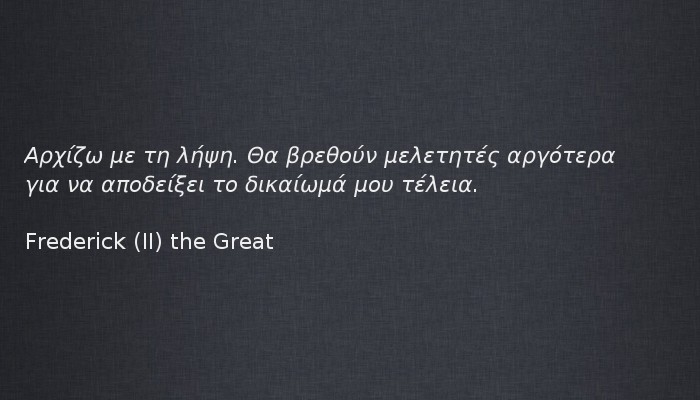 Αρχίζω με τη λήψη. Θα βρεθούν μελετητές αργότερα
για να αποδείξει το δικαίωμά μου τέλεια.
Frederick (II) the Great